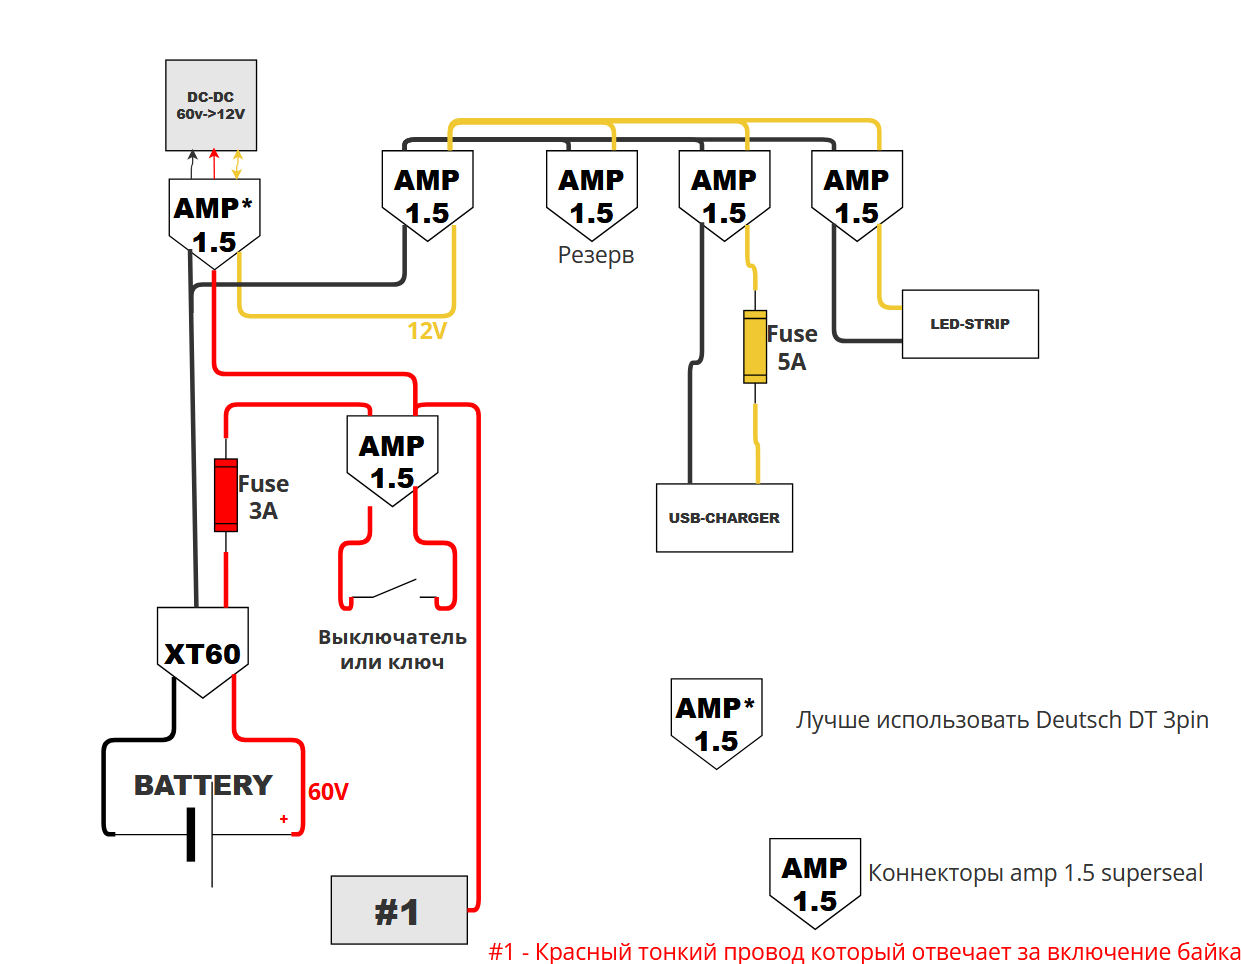 DC-DC
60v->12V
AMP*
1.5
AMP
1.5
AMP
1.5
AMP
1.5
AMP
1.5
Резерв
12V
Fuse
5A
LED-STRIP
AMP
1.5
Fuse
3A
USB-CHARGER
Выключатель
или ключ
XT60
BATTERY
60V
+
AMP*
1.5
Лучше использовать Deutsch DT 3pin
AMP
1.5
Коннекторы amp 1.5 superseal
#1
#1 - Красный тонкий провод который отвечает за включение байка